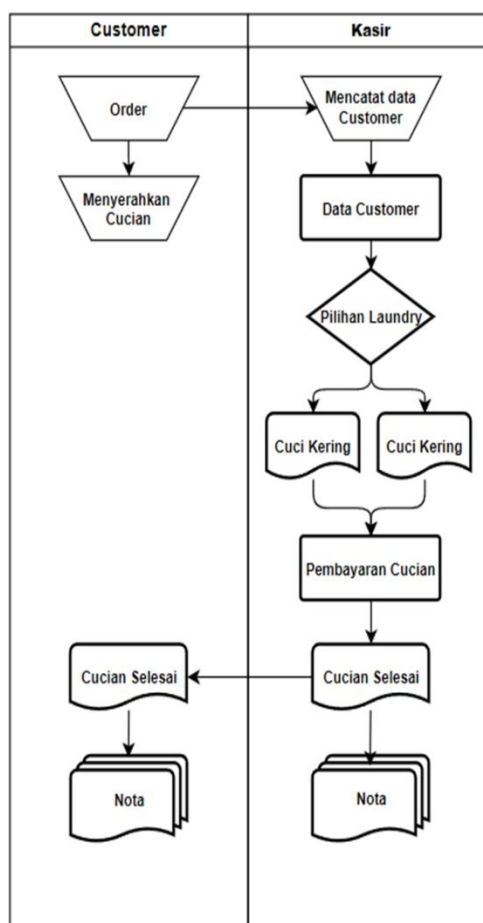 Customer
Kasir
Order
Mencatat data
Customer
Menyerahkan
Cucian
Data Customer
Pilihan Laundry
Cuci Kering
Cuci Kering
Pembayaran Cucian
Cucian Selesai
Cucian Selesai
Nota
Nota